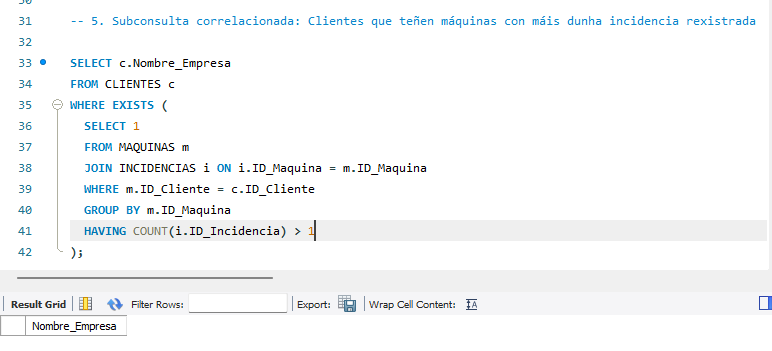 30
31 -- 5. Subconsulta correlacionada: Clientes que teñen máquinas con máis dunha incidencia rexistrada
32
33 SELECT c.Nombre_Empresa
34 FROM CLIENTES c
35 WHERE EXISTS (
36 SELECT 1
37 FROM MAQUINAS m
38 JOIN INCIDENCIAS i ON i.ID_Maquina = m.ID_Maquina
39 WHERE m.ID_Cliente = c.ID_Cliente
40 GROUP BY m.ID_Maquina
41 HAVING COUNT(i.ID_Incidencia) > 1
42 );
Result Grid Filter Rows: Export: Wrap Cell Content:
Nombre_Empresa